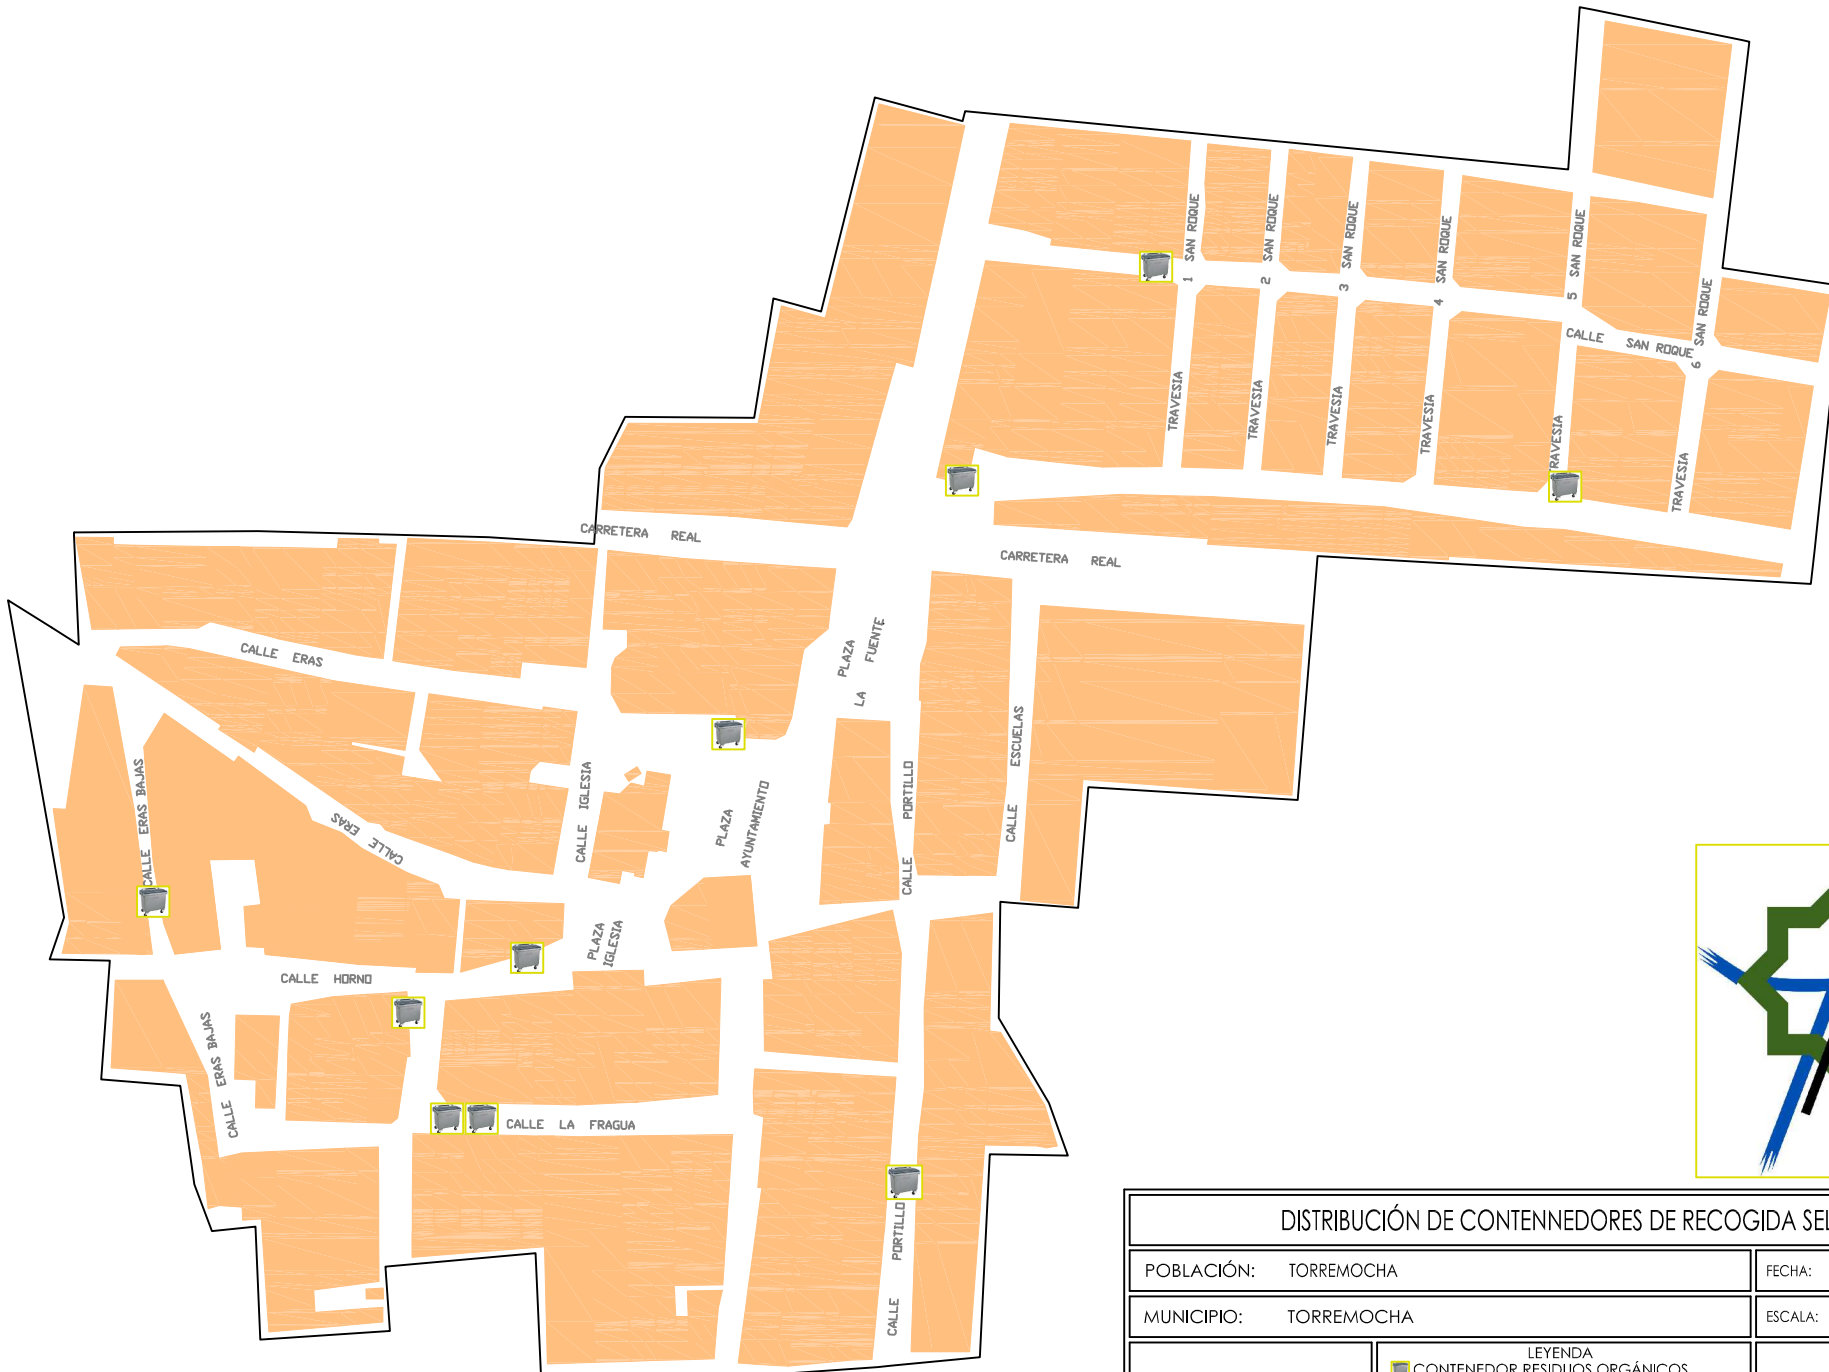 SAN ROQUE
1
TRAVESIA
SAN ROQUE
2
TRAVESIA
SAN ROQUE
3
TRAVESIA
SAN ROQUE
4
TRAVESIA
SAN ROQUE
5
TRAVESIA
SAN ROQUE
6
TRAVESIA
CALLE SAN ROQUE
CARRETERA REAL
CARRETERA REAL
CALLE ERAS
PLAZA
LA FUENTE
CALLE ESCUELAS
CALLE PORTILLO
CALLE ERAS BAJAS
CALLE IGLESIA
PLAZA
AYUNTAMIENTO
CALLE ERAS
PLAZA
IGLESIA
CALLE HORNO
CALLE ERAS BAJAS
CALLE LA FRAGUA
CALLE PORTILLO
DISTRIBUCIÓN DE CONTENNEDORES DE RECOGIDA SEL
POBLACIÓN: TORREMOCHA
FECHA:
MUNICIPIO: TORREMOCHA
ESCALA:
LEYENDA
CONTENEDOR RESIDUOS ORGÁNICOS